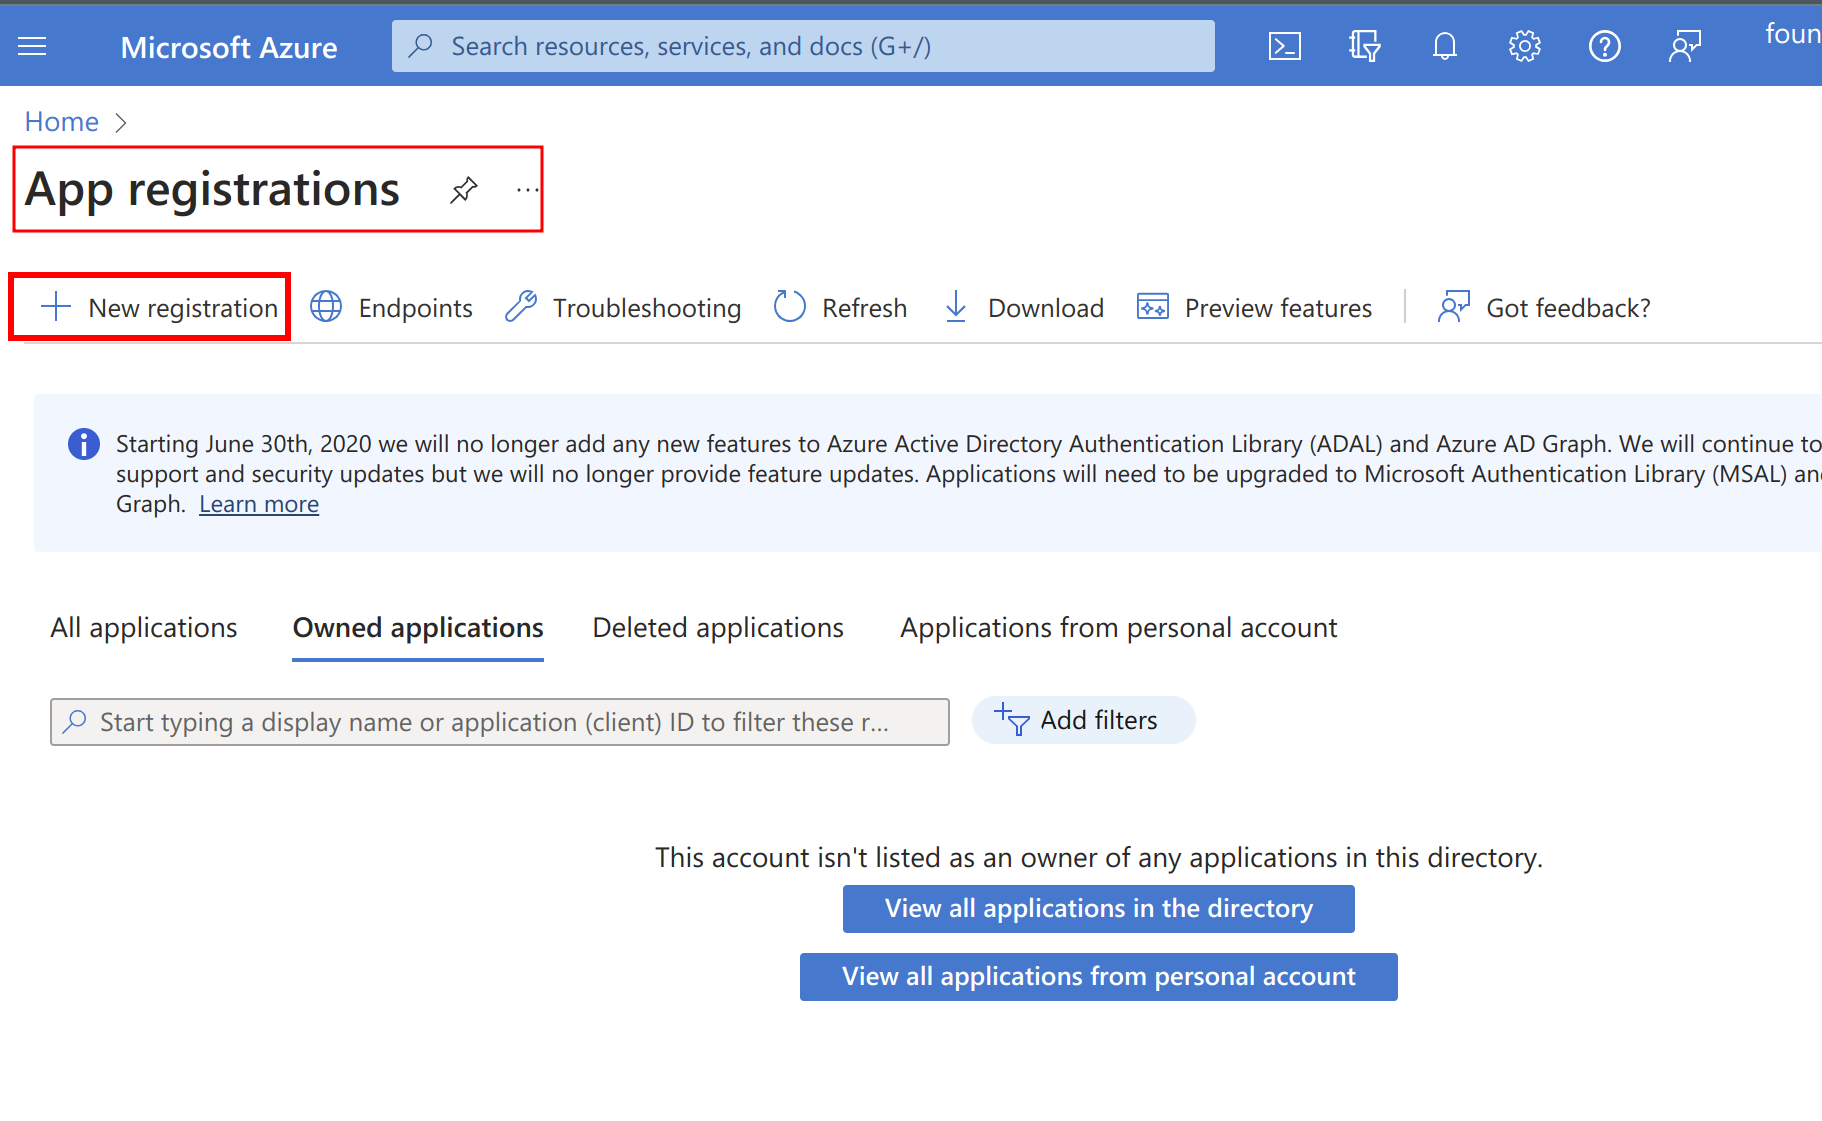 Microsoft Azure
Search resources, services, and docs (G+/)
foun
Home
App registrations
New registration
Endpoints
Troubleshooting
Refresh
Download
Preview features
Got feedback?
Starting June 30th, 2020 we will no longer add any new features to Azure Active Directory Authentication Library (ADAL) and Azure AD Graph. We will continue to
support and security updates but we will no longer provide feature updates. Applications will need to be upgraded to Microsoft Authentication Library (MSAL) an
Graph. Learn more
All applications
Owned applications
Deleted applications
Applications from personal account
Start typing a display name or application (client) ID to filter these r...
Add filters
This account isn't listed as an owner of any applications in this directory.
View all applications in the directory
View all applications from personal account